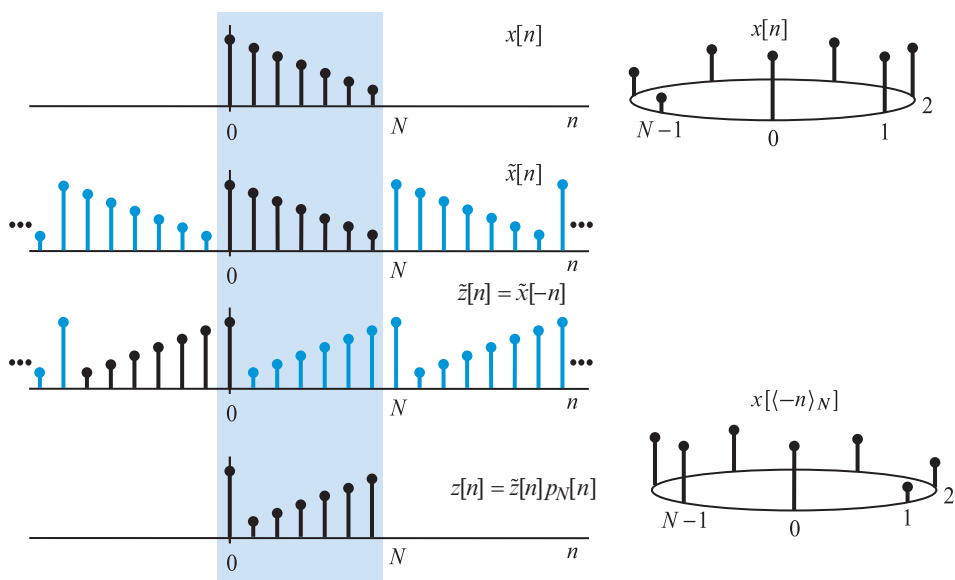 x[n]
0
N
n
x[n]
N−1
0
1
2
x̃[n]
•••
•••
0
N
n
z̃[n] = x̃[−n]
•••
•••
0
N
n
x[⟨−n⟩_N]
N−1
0
1
2
z[n] = z̃[n]p_N[n]
0
N
n